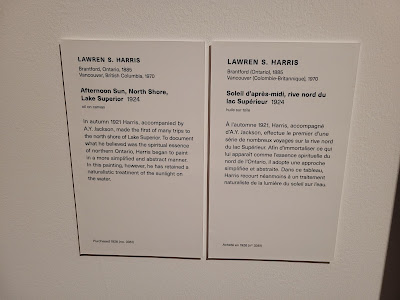 LAWREN S. HARRIS
Brantford, Ontario, 1885
Vancouver, British Columbia, 1970
Afternoon Sun, North Shore,
Lake Superior 1924
oil on canvas
In autumn 1921 Harris, accompanied by
A.Y. Jackson, made the first of many trips to
the north shore of Lake Superior. To document
what he believed was the spiritual essence
of northern Ontario, Harris began to paint
in a more simplified and abstract manner.
In this painting, however, he has retained a
naturalistic treatment of the sunlight on
the water.
Purchased
LAWREN S. HARRIS
Brantford (Ontario), 1885
Vancouver (Colombie-Britannique), 1970
Soleil d'après-midi, rive nord du
lac Supérieur 1924
huile sur toile
À l'automne 1921, Harris, accompagné
d'A.Y. Jackson, effectue le premier d'une
série de nombreux voyages sur la rive nord
du lac Supérieur. Afin d'immortaliser ce qui
lui apparaît comme l'essence spirituelle du
nord de l'Ontario, il adopte une approche
simplifiée et abstraite. Dans ce tableau,
Harris recourt néanmoins à un traitement
naturaliste de la lumière du soleil sur l'eau.